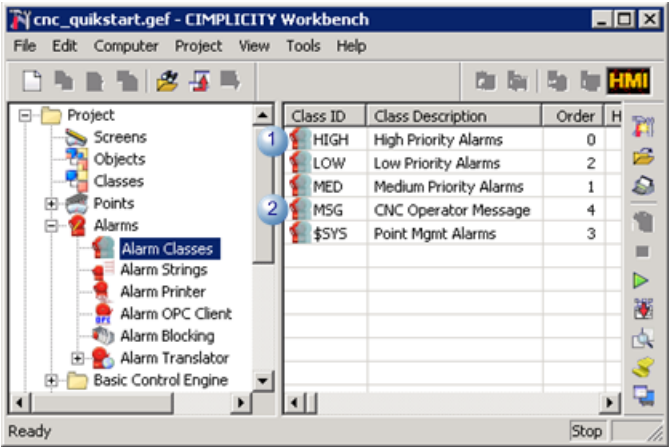 cnc_quikstart.gef - CIMPLICITY Workbench
File Edit Computer Project View Tools Help
HMI
Project
Screens
Objects
Classes
Points
Alarms
Alarm Classes
Alarm Strings
Alarm Printer
OPC Alarm OPC Client
Alarm Blocking
Alarm Translator
Basic Control Engine
Class ID Class Description Order H
1 HIGH High Priority Alarms 0
LOW Low Priority Alarms 2
MED Medium Priority Alarms 1
2 MSG CNC Operator Message 4
$SYS Point Mgmt Alarms 3
Ready Stop